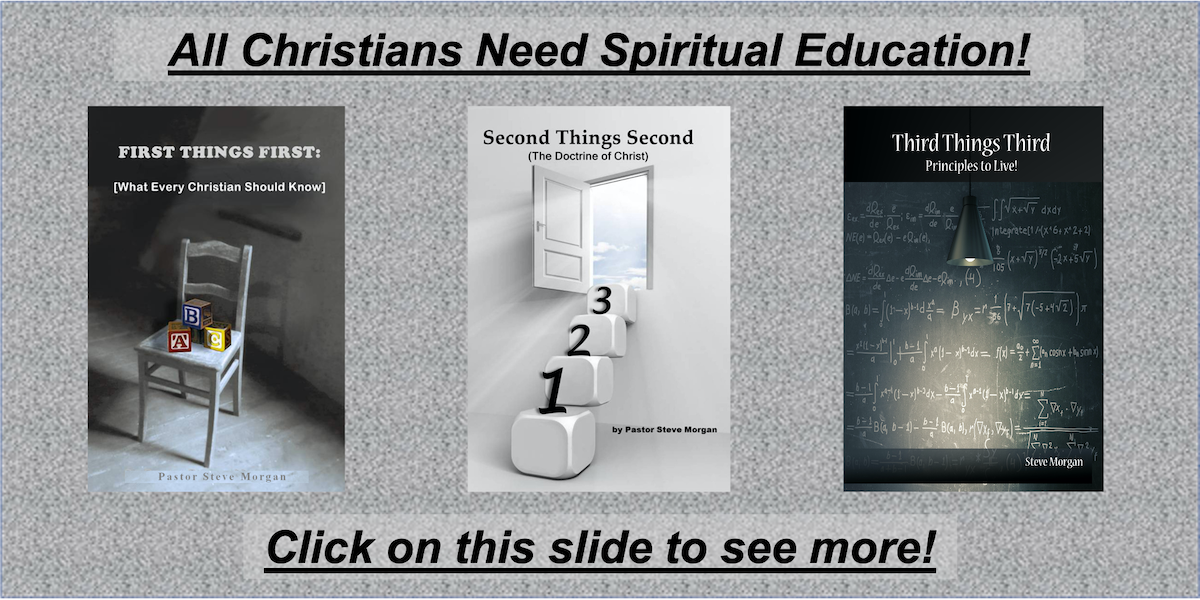 All Christians Need Spiritual Education!
FIRST THINGS FIRST:
[What Every Christian Should Know]
B
A
C
Pastor Steve Morgan
Second Things Second
(The Doctrine of Christ)
3
2
1
by Pastor Steve Morgan
Third Things Third
Principles to Live!
Steve Morgan
Click on this slide to see more!